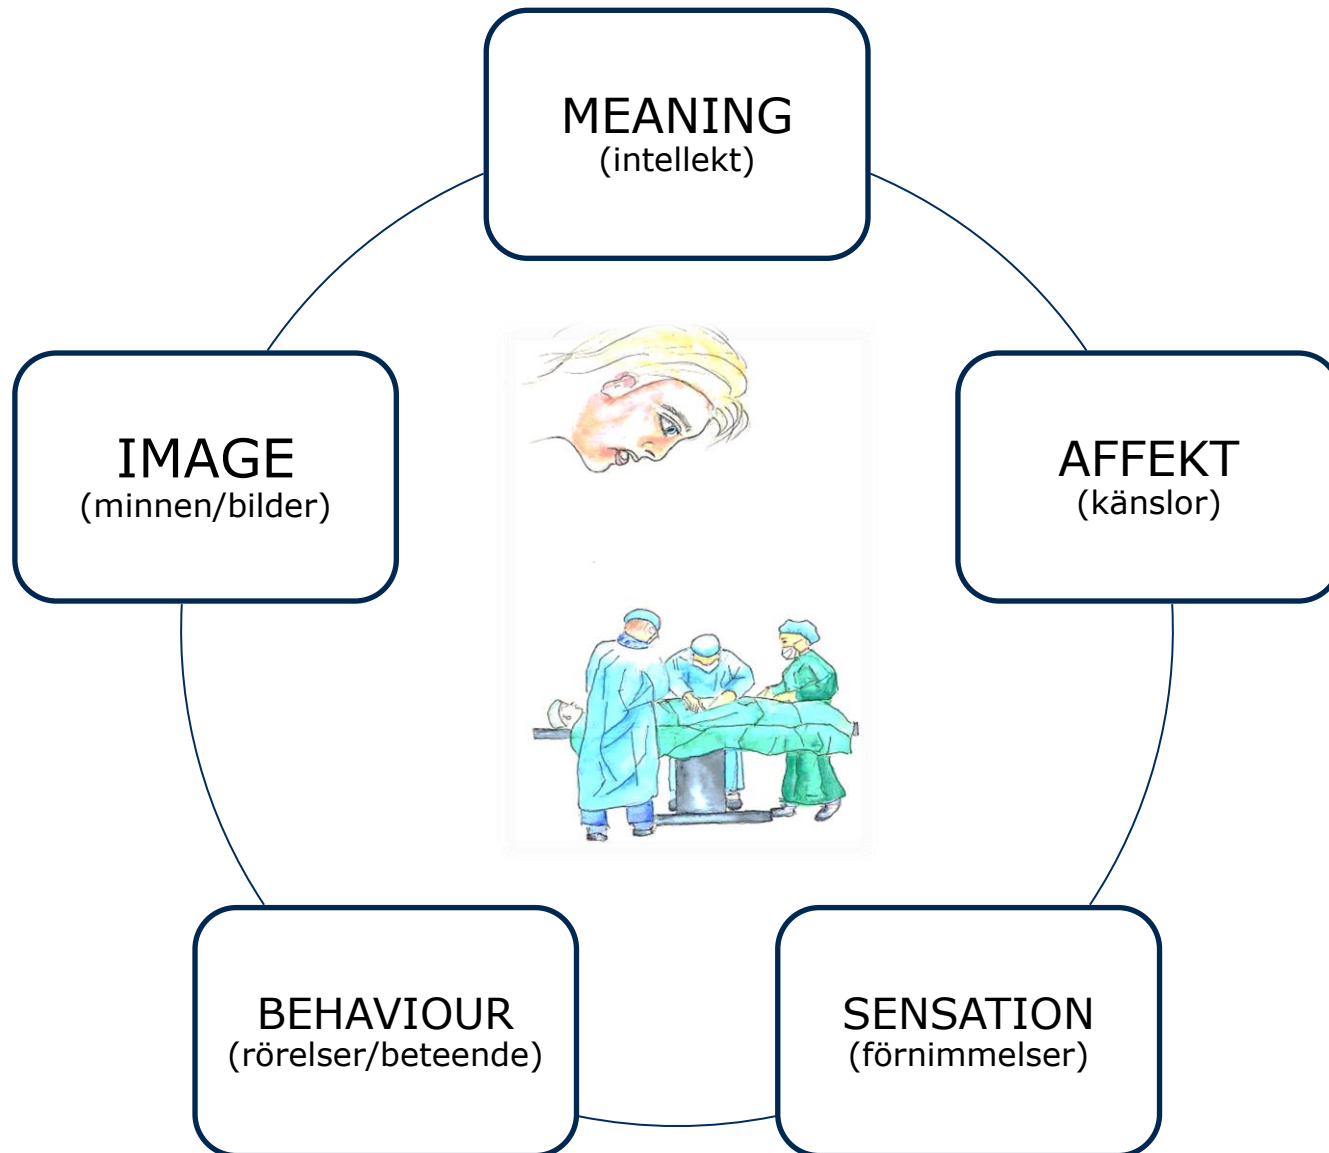 MEANING
(intellekt)
IMAGE
(minnen/bilder)
AFFEKT
(känslor)
BEHAVIOUR
(rörelser/beteende)
SENSATION
(förnimmelser)